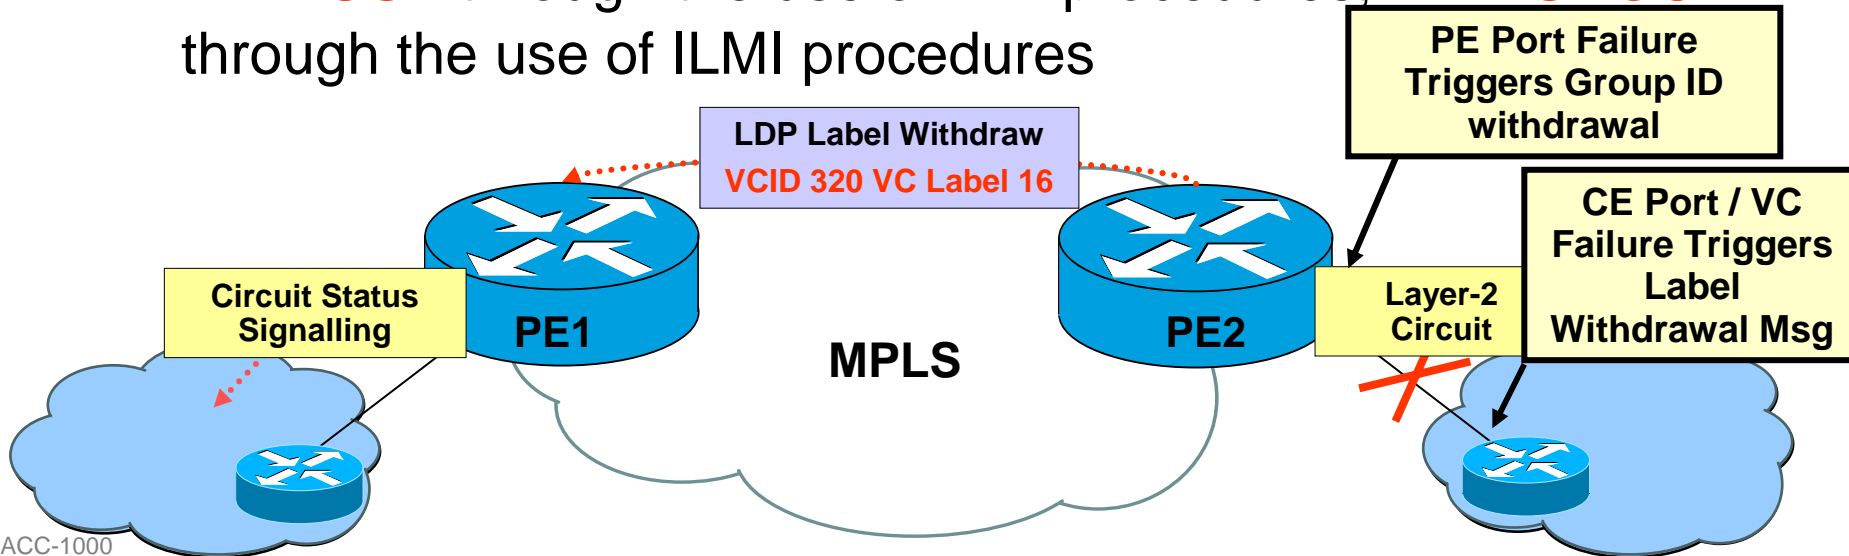 through the use of ILMI procedures
PE Port Failure
Triggers Group ID
withdrawal
LDP Label Withdraw
VCID 320 VC Label 16
CE Port / VC
Failure Triggers
Label
Withdrawal Msg
Circuit Status
Signalling
PE1
MPLS
PE2
Layer-2
Circuit
ACC-1000